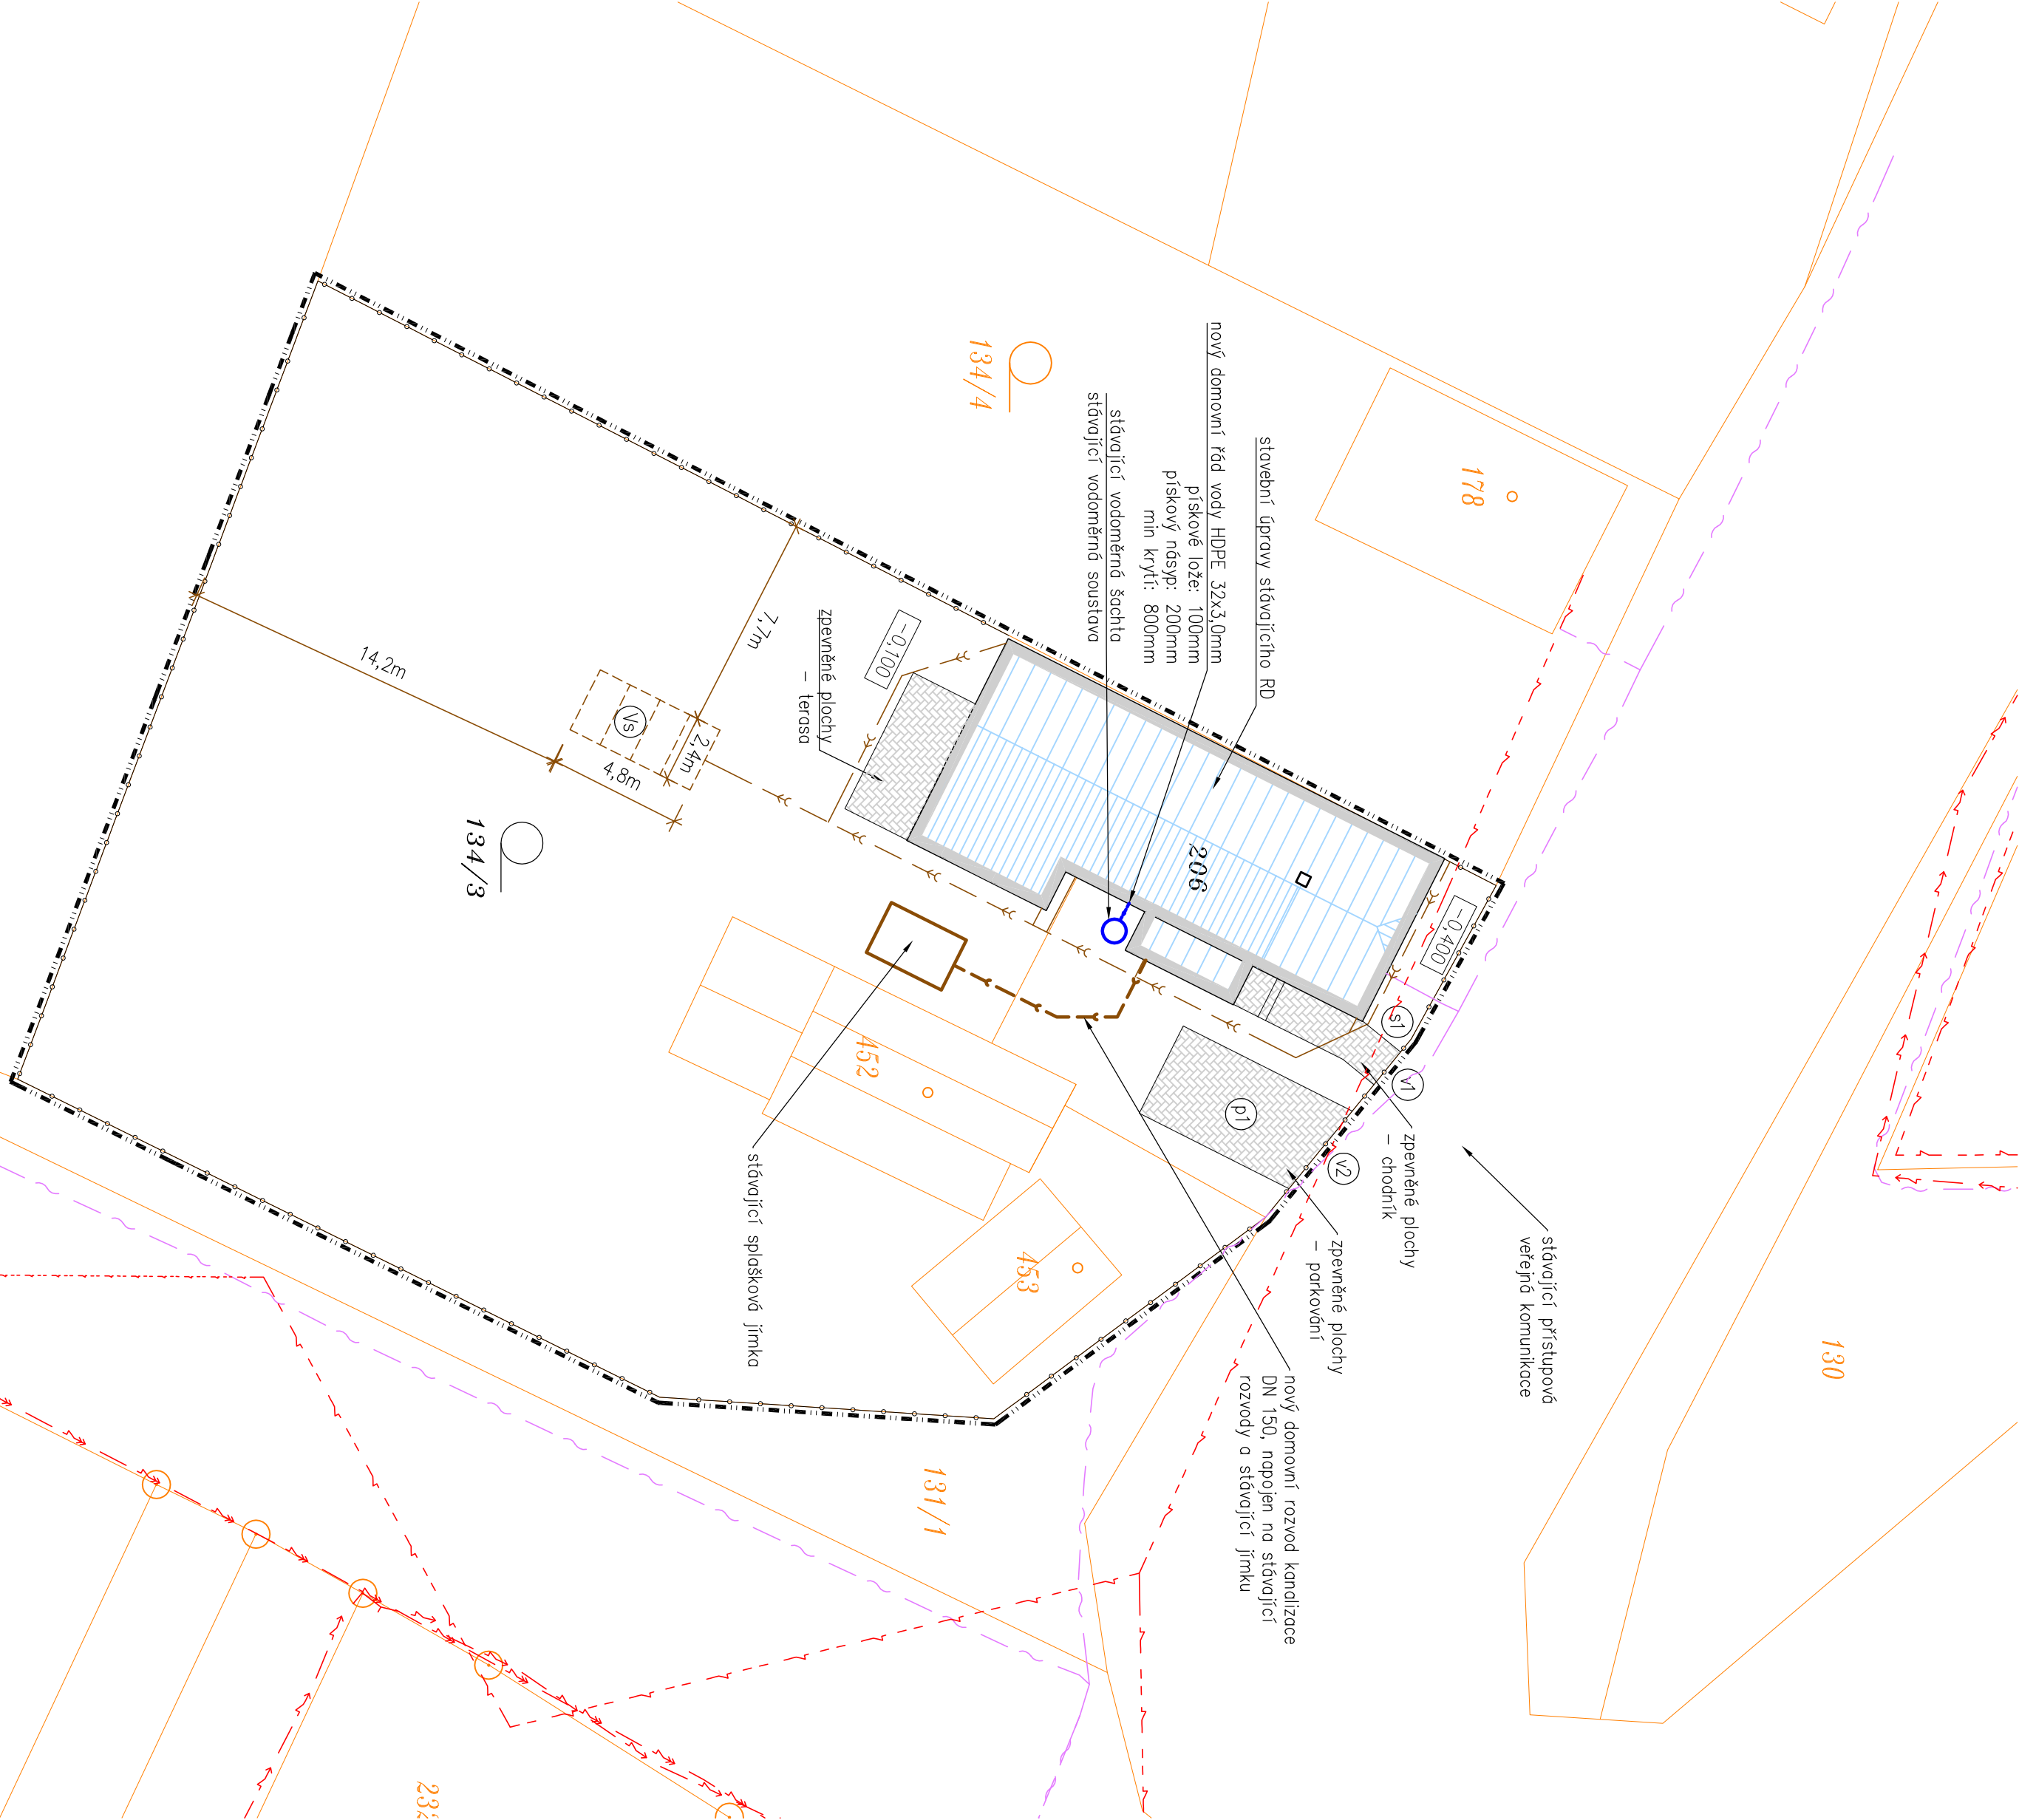 130
stávající přístupová
veřejná komunikace
178
zpevněné plochy
– chodník
zpevněné plochy
– parkování
-0,400
s1
v1
v2
p1
stavební úpravy stávajícího RD
nový domovní řád vody HDPE 32x3,0mm
pískové lože: 100mm
pískový násyp: 200mm
min krytí: 800mm
stávající vodoměrná šachta
stávající vodoměrná soustava
206
nový domovní rozvod kanalizace
DN 150, napojen na stávající
rozvody a stávající jímku
134/4
453
131/1
-0,100
452
zpevněné plochy
– terasa
7,7m
stávající splašková jímka
2,4m
Vs
4,8m
134/3
14,2m